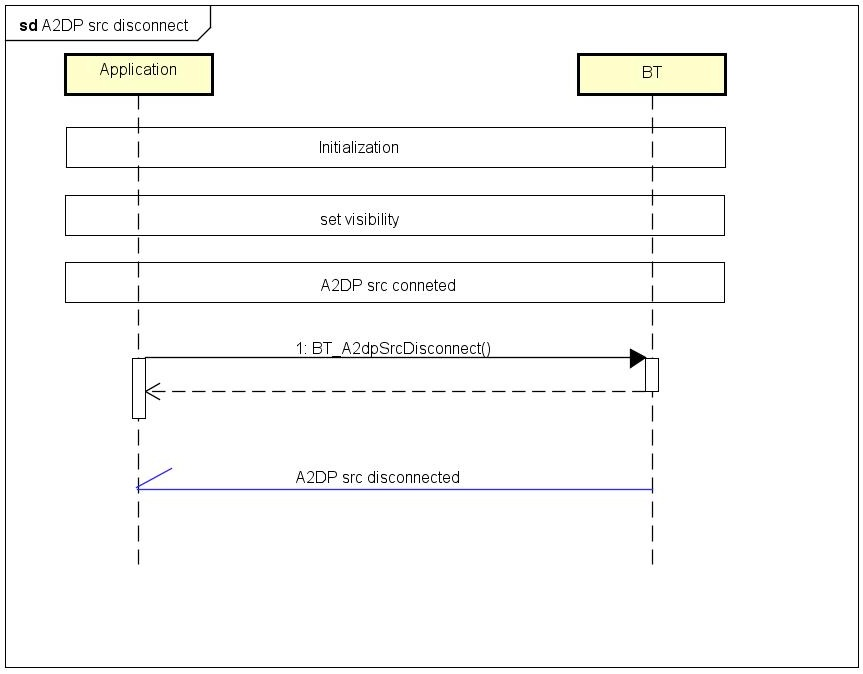 sd A2DP src disconnect
Application
BT
Initialization
set visibility
A2DP src conneted
1: BT_A2dpSrcDisconnect()
A2DP src disconnected